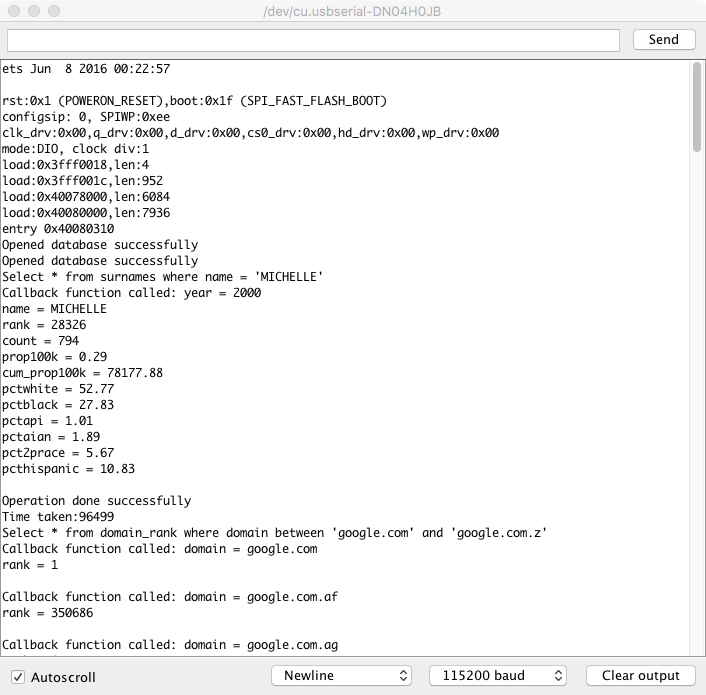 /dev/cu.usbserial-DN04H0JB
Send
ets Jun  8 2016 00:22:57
rst:0x1 (POWERON_RESET),boot:0x1f (SPI_FAST_FLASH_BOOT)
configsip: 0, SPIWP:0xee
clk_drv:0x00,q_drv:0x00,d_drv:0x00,cs0_drv:0x00,hd_drv:0x00,wp_drv:0x00
mode:DIO, clock div:1
load:0x3fff0018,len:4
load:0x3fff001c,len:952
load:0x40078000,len:6084
load:0x40080000,len:7936
entry 0x40080310
Opened database successfully
Opened database successfully
Select * from surnames where name = 'MICHELLE'
Callback function called: year = 2000
name = MICHELLE
rank = 28326
count = 794
prop100k = 0.29
cum_prop100k = 78177.88
pctwhite = 52.77
pctblack = 27.83
pctapi = 1.01
pctaian = 1.89
pct2prace = 5.67
pcthispanic = 10.83
Operation done successfully
Time taken:96499
Select * from domain_rank where domain between 'google.com' and 'google.com.z'
Callback function called: domain = google.com
rank = 1
Callback function called: domain = google.com.af
rank = 350686
Callback function called: domain = google.com.ag
Autoscroll
Newline
115200 baud
Clear output